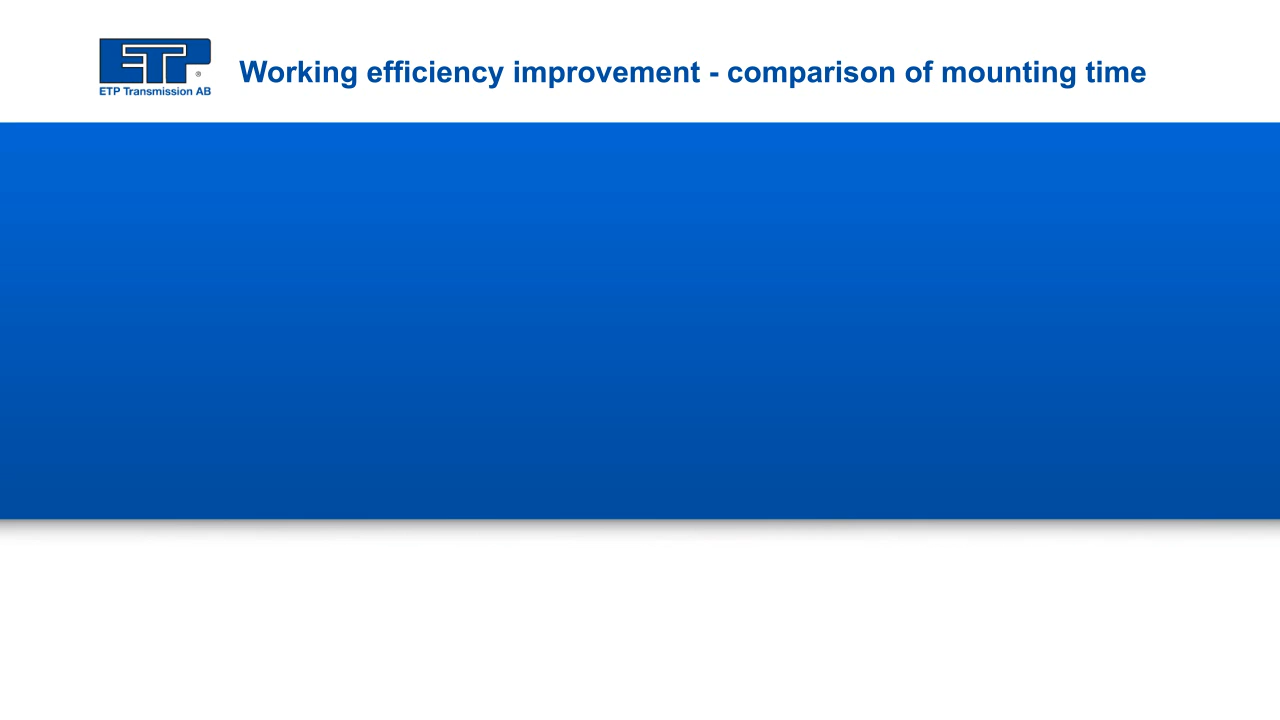 ETP ®
ETP Transmission AB
Working efficiency improvement - comparison of mounting time